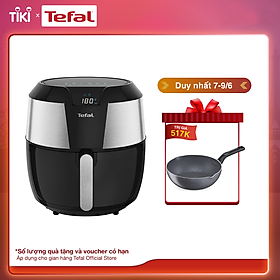 TIKI × Tefal
Duy nhất 7-9/6
180°
TRỊ GIÁ
517K
Tefal
*Số lượng quà tặng và voucher có hạn
Áp dụng cho gian hàng Tefal Official Store